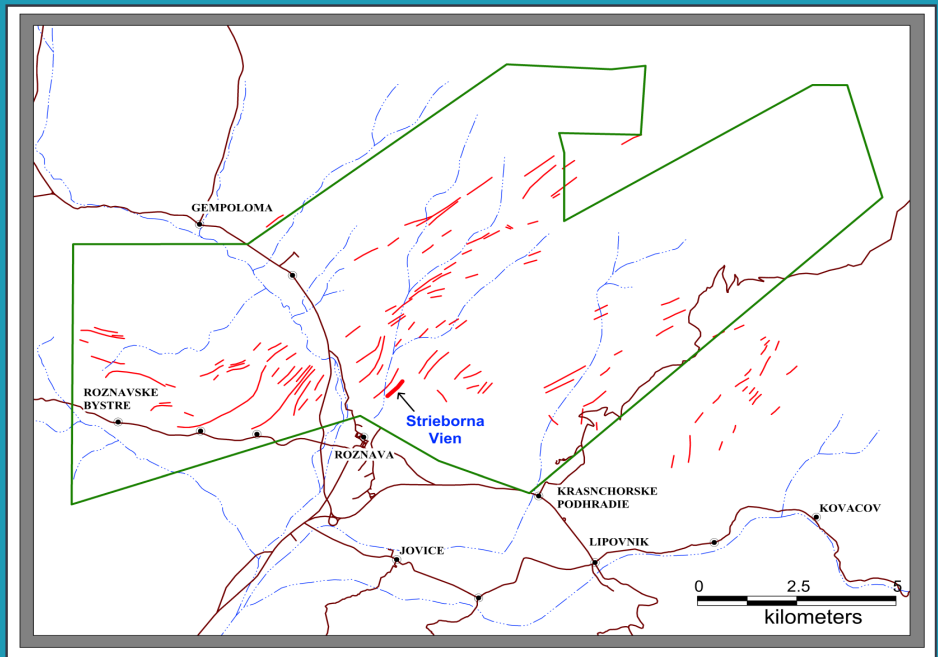 GEMPOLOMA
ROZNAVSKE
BYSTRE
Strieborna
Vien
ROZNAVA
KRASNCHORSKE
PODHRADIE
KOVACOV
LIPOVNIK
JOVICE
0 2.5 5
kilometers